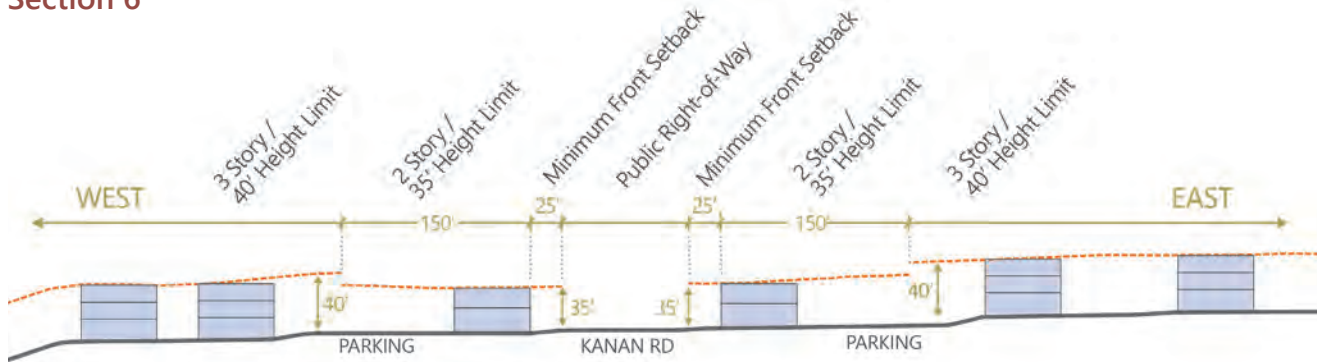 Section 6
3 Story /
40' Height Limit
2 Story /
35' Height Limit
Minimum Front Setback
Public Right-of-Way
Minimum Front Setback
2 Story /
35' Height Limit
3 Story /
40' Height Limit
WEST
EAST
150'
25'
25'
150'
40'
35'
35'
40'
PARKING
KANAN RD
PARKING